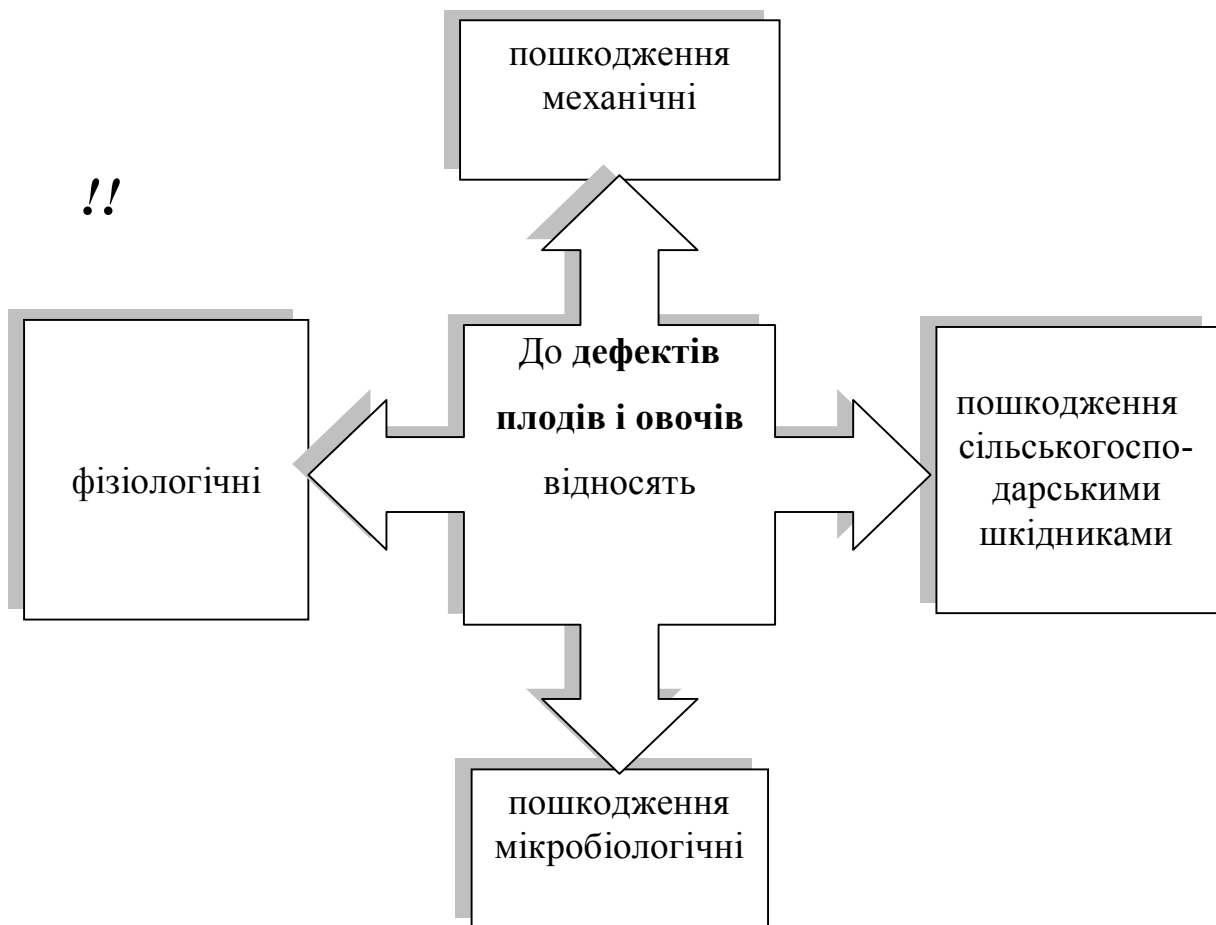 пошкодження
механічні
!!
До дефектів
плодів і овочів
відносять
фізіологічні
пошкодження
сільськогоспо-
дарськими
шкідниками
пошкодження
мікробіологічні